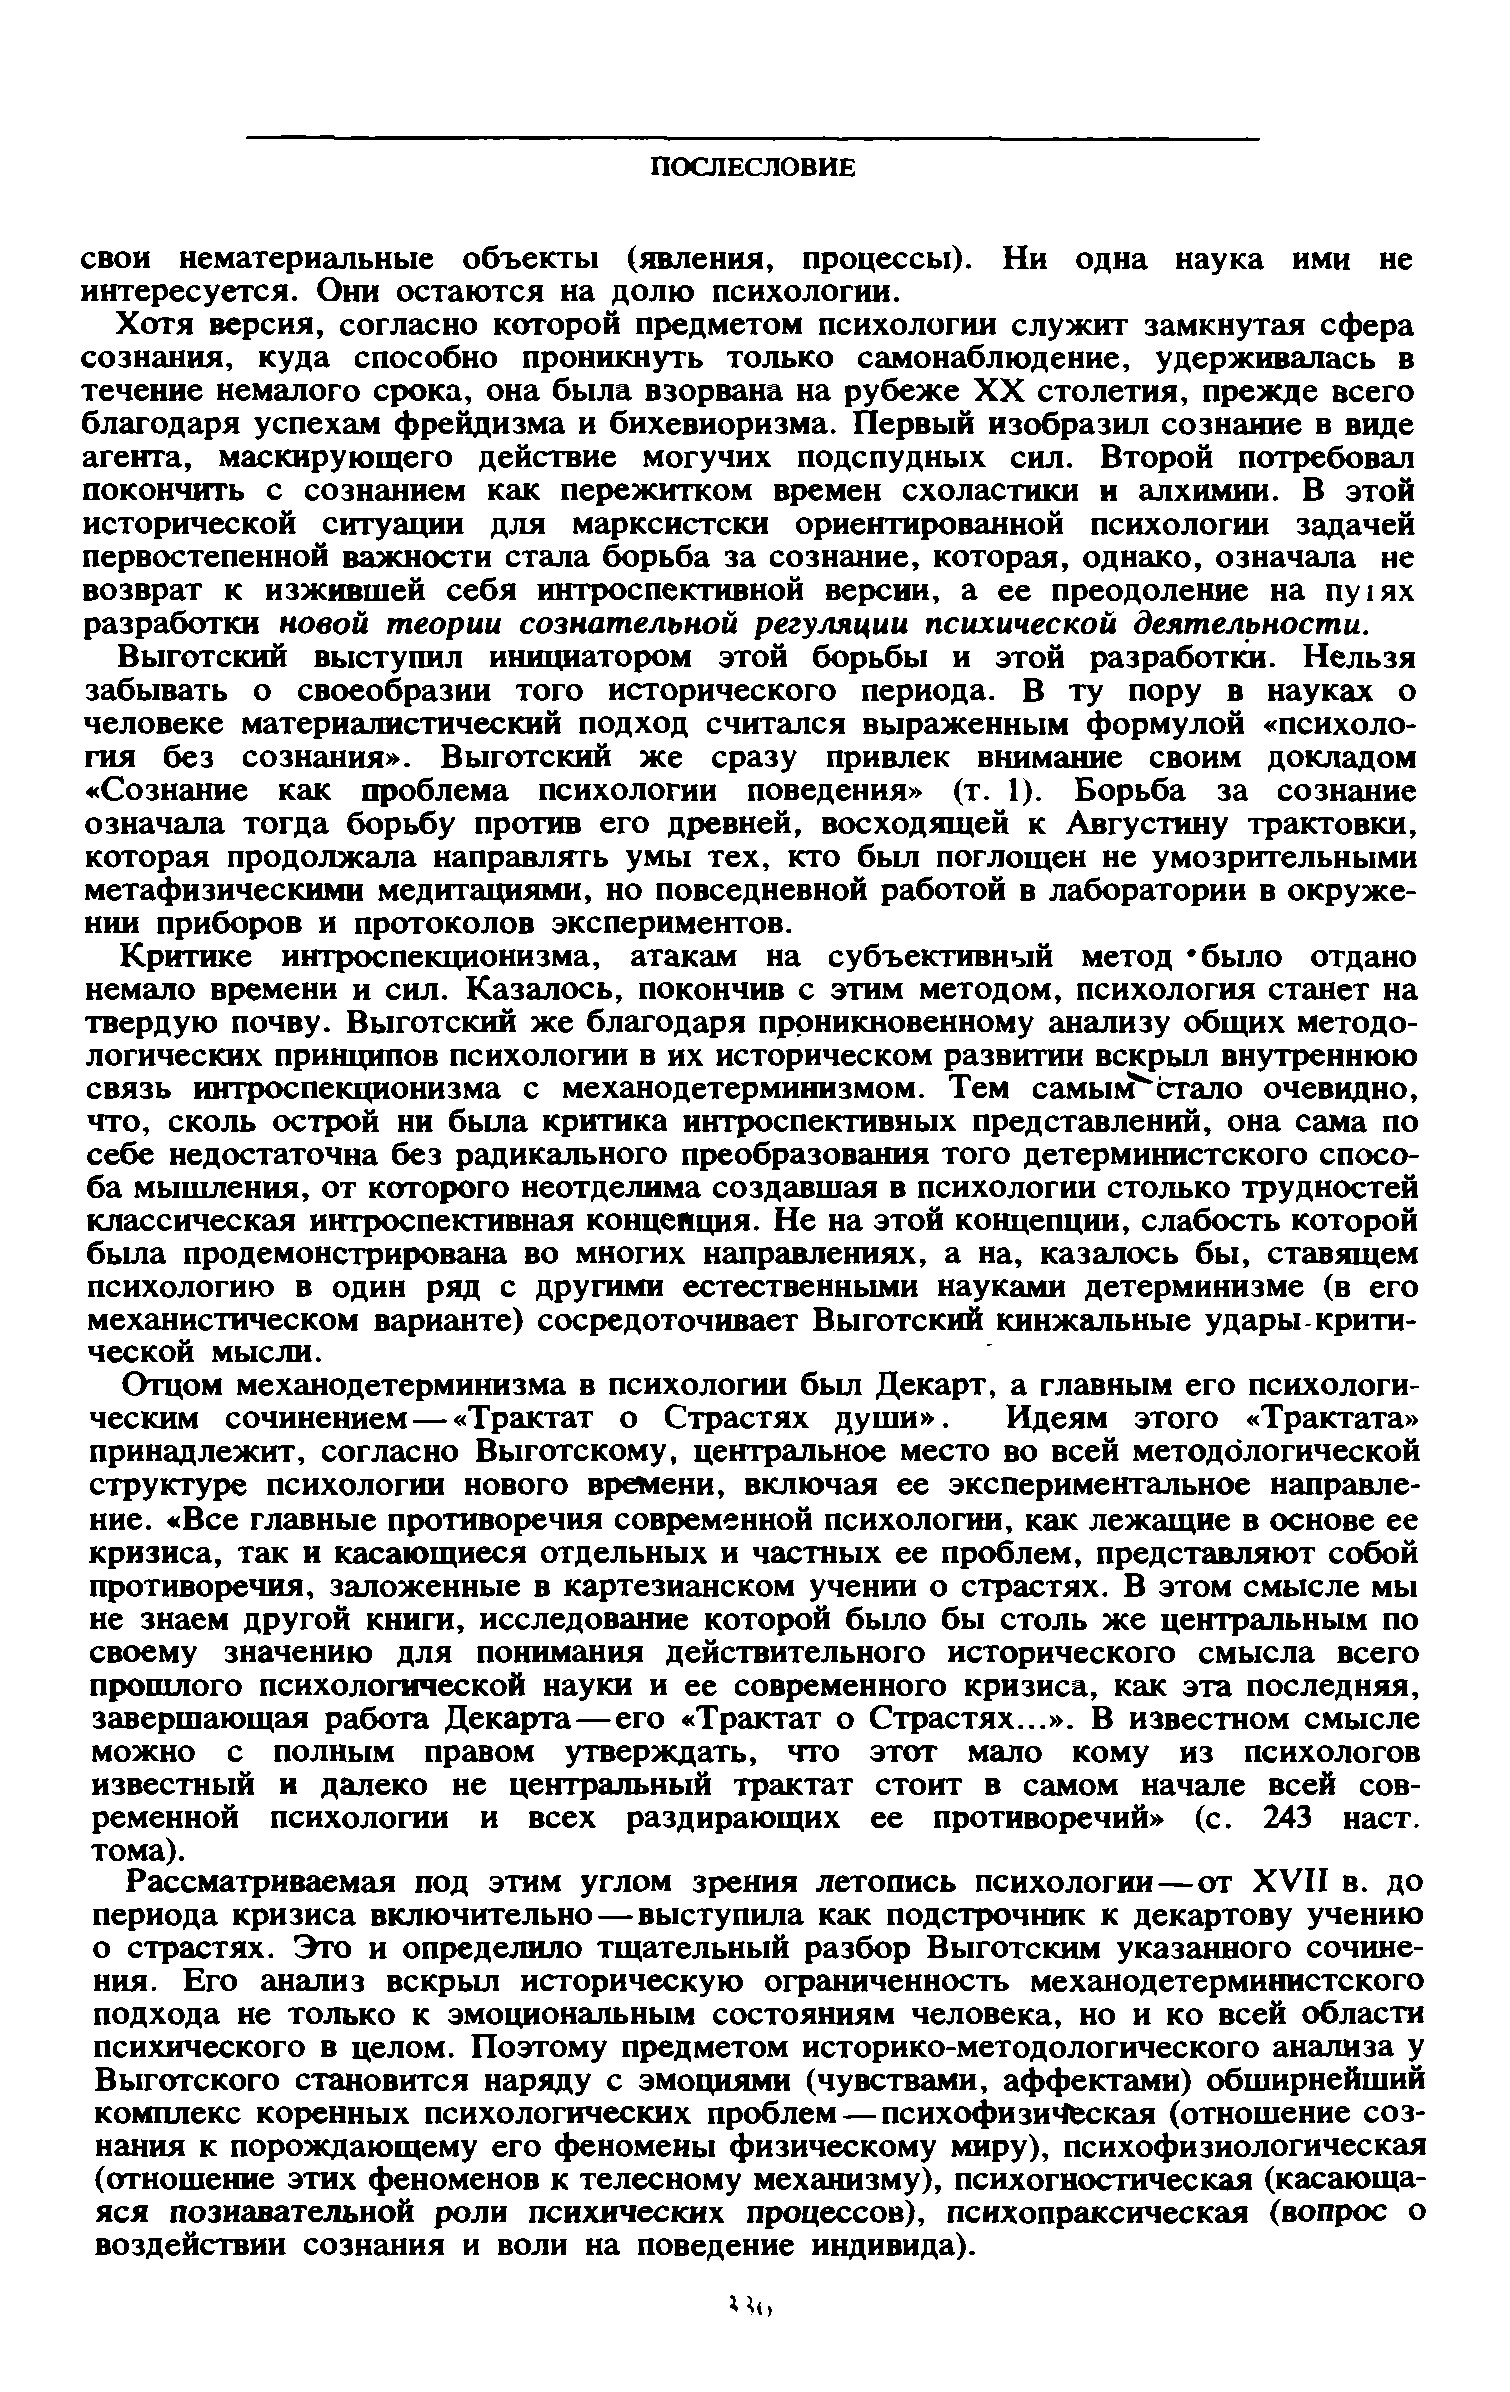 ПОСЛЕСЛОВИЕ
свои нематериальные объекты (явления, процессы). Ни одна наука ими не
интересуется. Они остаются на долю психологии.
Хотя версия, согласно которой предметом психологии служит замкнутая сфера
сознания, куда способно проникнуть только самонаблюдение, удерживалась в
течение немалого срока, она была взорвана на рубеже XX столетия, прежде всего
благодаря успехам фрейдизма и бихевиоризма. Первый изобразил сознание в виде
агента, маскирующего действие могучих подспудных сил. Второй потребовал
покончить с сознанием как пережитком времен схоластики и алхимии. В этой
исторической ситуации для марксистски ориентированной психологии задачей
первостепенной важности стала борьба за сознание, которая, однако, означала не
возврат к изжившей себя интроспективной версии, а ее преодоление на путях
разработки новой теории сознательной регуляции психической деятельности.
Выготский выступил инициатором этой борьбы и этой разработки. Нельзя
забывать о своеобразии того исторического периода. В ту пору в науках о
человеке материалистический подход считался выраженным формулой «психоло-
гия без сознания». Выготский же сразу привлек внимание своим докладом
«Сознание как проблема психологии поведения» (т. 1). Борьба за сознание
означала тогда борьбу против его древней, восходящей к Августину трактовки,
которая продолжала направлять умы тех, кто был поглощен не умозрительными
метафизическими медитациями, но повседневной работой в лаборатории в окруже-
нии приборов и протоколов экспериментов.
Критике интроспекционизма, атакам на субъективный метод было отдано
немало времени и сил. Казалось, покончив с этим методом, психология станет на
твердую почву. Выготский же благодаря проникновенному анализу общих методо-
логических принципов психологии в их историческом развитии вскрыл внутреннюю
связь интроспекционизма с механодетерминизмом. Тем самым стало очевидно,
что, сколь острой ни была критика интроспективных представлений, она сама по
себе недостаточна без радикального преобразования того детерминистского спосо-
ба мышления, от которого неотделима создавшая в психологии столько трудностей
классическая интроспективная концепция. Не на этой концепции, слабость которой
была продемонстрирована во многих направлениях, а на, казалось бы, ставящем
психологию в один ряд с другими естественными науками детерминизме (в его
механистическом варианте) сосредоточивает Выготский кинжальные удары крити-
ческой мысли.
Отцом механодетерминизма в психологии был Декарт, а главным его психологи-
ческим сочинением — «Трактат о Страстях души». Идеям этого «Трактата»
принадлежит, согласно Выготскому, центральное место во всей методологической
структуре психологии нового времени, включая ее экспериментальное направле-
ние. «Все главные противоречия современной психологии, как лежащие в основе ее
кризиса, так и касающиеся отдельных и частных ее проблем, представляют собой
противоречия, заложенные в картезианском учении о страстях. В этом смысле мы
не знаем другой книги, исследование которой было бы столь же центральным по
своему значению для понимания действительного исторического смысла всего
прошлого психологической науки и ее современного кризиса, как эта последняя,
завершающая работа Декарта — его «Трактат о Страстях...». В известном смысле
можно с полным правом утверждать, что этот мало кому из психологов
известный и далеко не центральный трактат стоит в самом начале всей сов-
ременной психологии и всех раздирающих ее противоречий» (с. 243 наст.
тома).
Рассматриваемая под этим углом зрения летопись психологии — от XVII в. до
периода кризиса включительно — выступила как подстрочник к декартову учению
о страстях. Это и определило тщательный разбор Выготским указанного сочине-
ния. Его анализ вскрыл историческую ограниченность механодетерминистского
подхода не только к эмоциональным состояниям человека, но и ко всей области
психического в целом. Поэтому предметом историко-методологического анализа у
Выготского становится наряду с эмоциями (чувствами, аффектами) обширнейший
комплекс коренных психологических проблем — психофизическая (отношение соз-
нания к порождающему его феномены физическому миру), психофизиологическая
(отношение этих феноменов к телесному механизму), психогностическая (касающа-
яся познавательной роли психических процессов), психопраксическая (вопрос о
воздействии сознания и воли на поведение индивида).